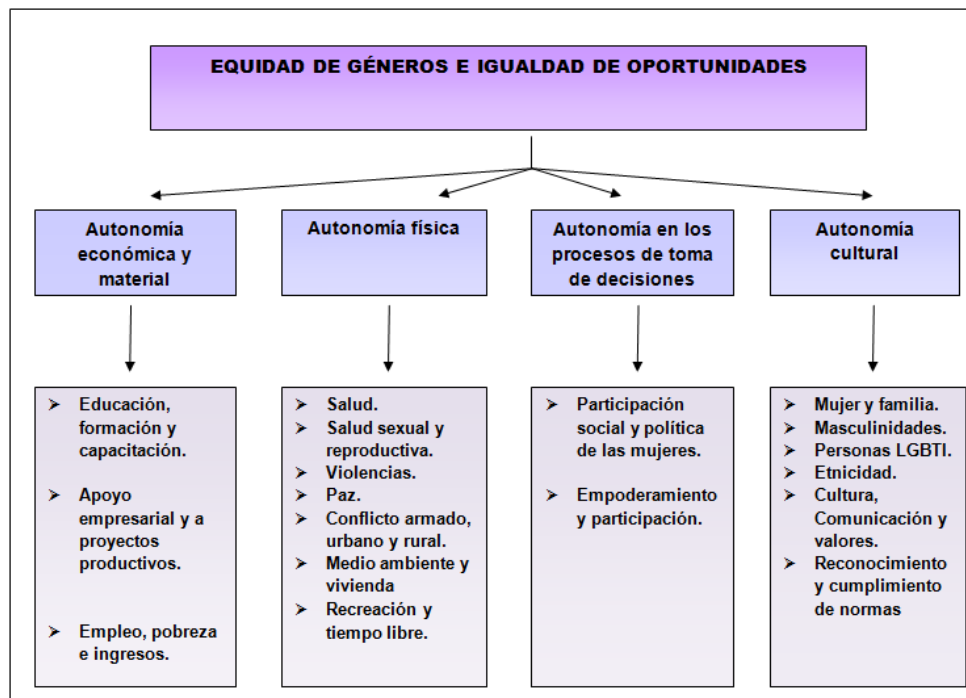 EQUIDAD DE GÉNEROS E IGUALDAD DE OPORTUNIDADES
Autonomía
económica y
material
Autonomía física
Autonomía en los
procesos de toma
de decisiones
Autonomía
cultural
➢ Educación,
formación y
capacitación.
➢ Apoyo
empresarial y a
proyectos
productivos.
➢ Empleo, pobreza
e ingresos.
➢ Salud.
➢ Salud sexual y
reproductiva.
➢ Violencias.
➢ Paz.
➢ Conflicto armado,
urbano y rural.
➢ Medio ambiente y
vivienda
➢ Recreación y
tiempo libre.
➢ Participación
social y política
de las mujeres.
➢ Empoderamiento
y participación.
➢ Mujer y familia.
➢ Masculinidades.
➢ Personas LGBTI.
➢ Etnicidad.
➢ Cultura,
Comunicación y
valores.
➢ Reconocimiento
y cumplimiento
de normas